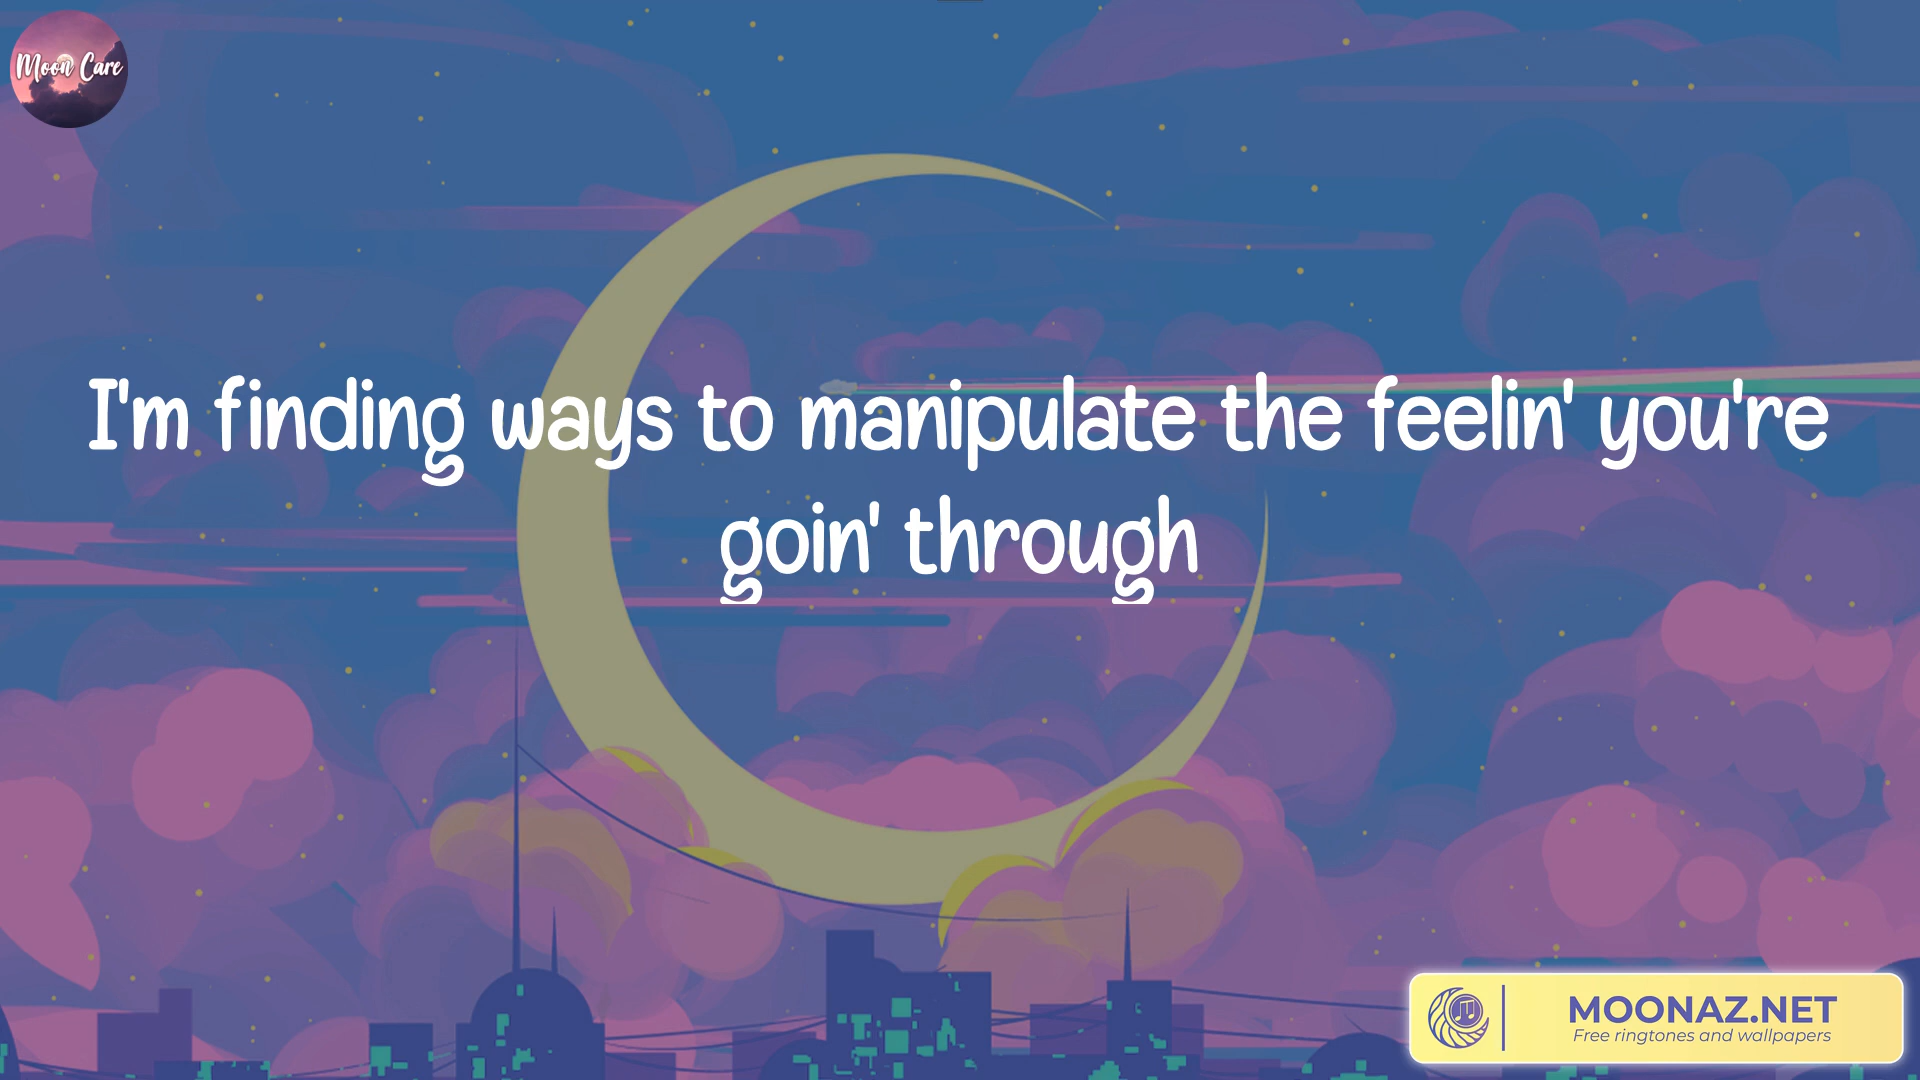 Moon Care
I'm finding ways to manipulate the feelin' you're
goin' through
MOONAZ.NET
Free ringtones and wallpapers